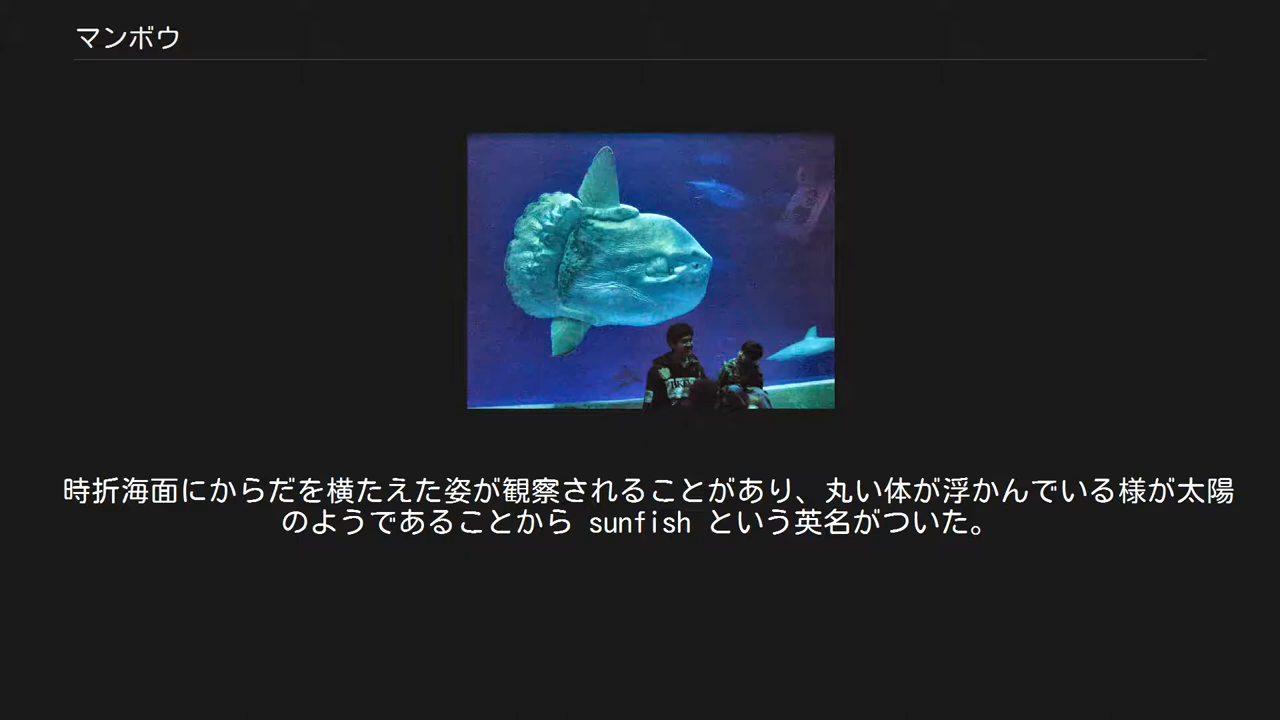 マンボウ
時折海面にからだを横たえた姿が観察されることがあり、丸い体が浮かんでいる様が太陽
のようであることから sunfish という英名がついた。